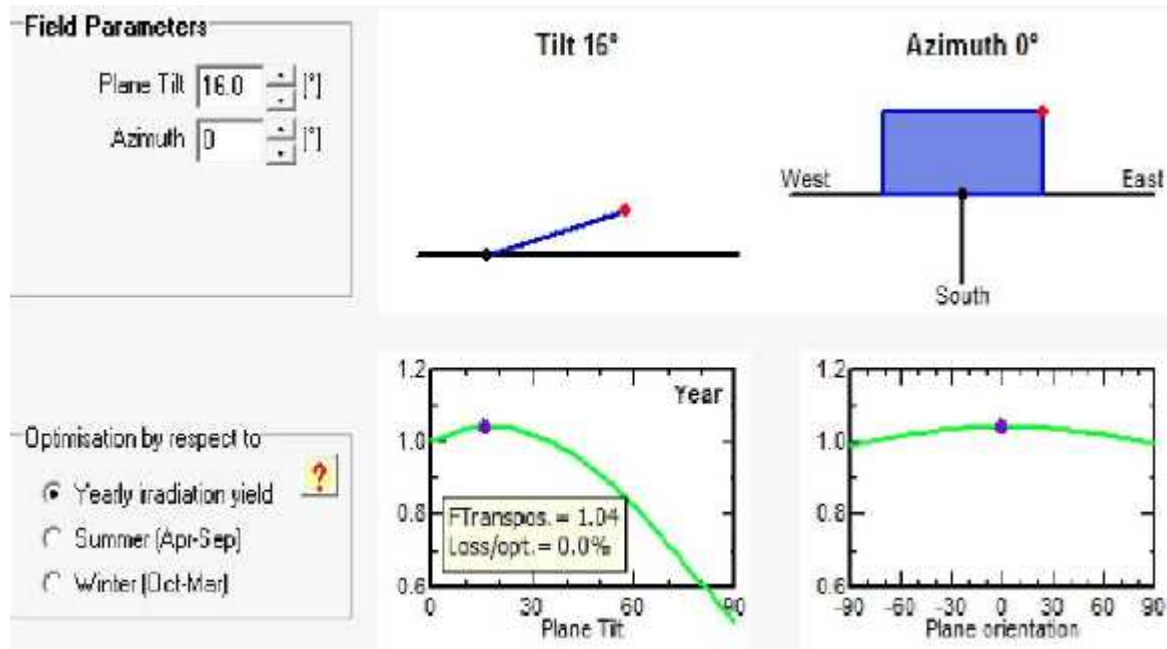 Field Parameters
Plane Tilt 16.0 [°]
Azimuth 0 [°]
Tilt 16°
Azimuth 0°
West
East
South
Optimisation by respect to
?
Yearly irradiation yield
Summer (Apr-Sep)
Winter (Oct-Mar)
Year
1.2
1.0
0.8
0.6
FTranspos. = 1.04
Loss/opt. = 0.0%
0 30 60 90
Plane Tilt
1.2
1.0
0.8
0.6
-90 -60 -30 0 30 60 90
Plane orientation